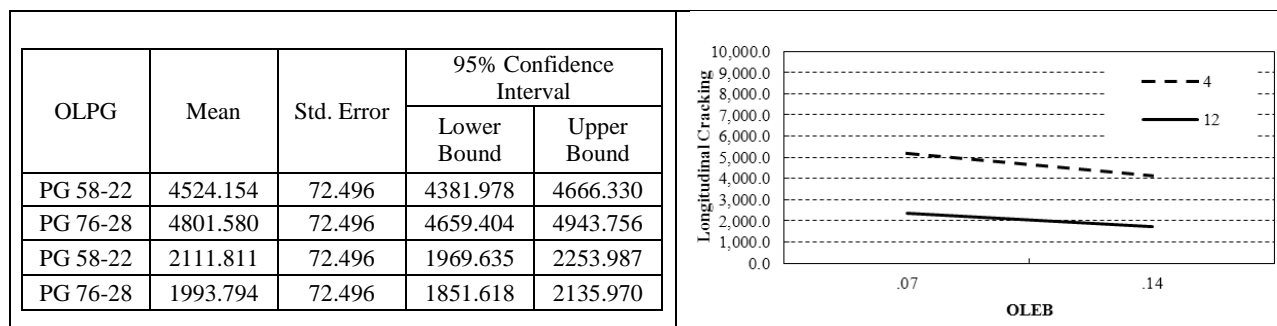 OLPG Mean Std. Error 95% Confidence Interval
Lower Bound Upper Bound
PG 58-22 4524.154 72.496 4381.978 4666.330
PG 76-28 4801.580 72.496 4659.404 4943.756
PG 58-22 2111.811 72.496 1969.635 2253.987
PG 76-28 1993.794 72.496 1851.618 2135.970
Longitudinal Cracking
10,000.0
9,000.0
8,000.0
7,000.0
6,000.0
5,000.0
4,000.0
3,000.0
2,000.0
1,000.0
0.0
4
12
.07 .14
OLEB